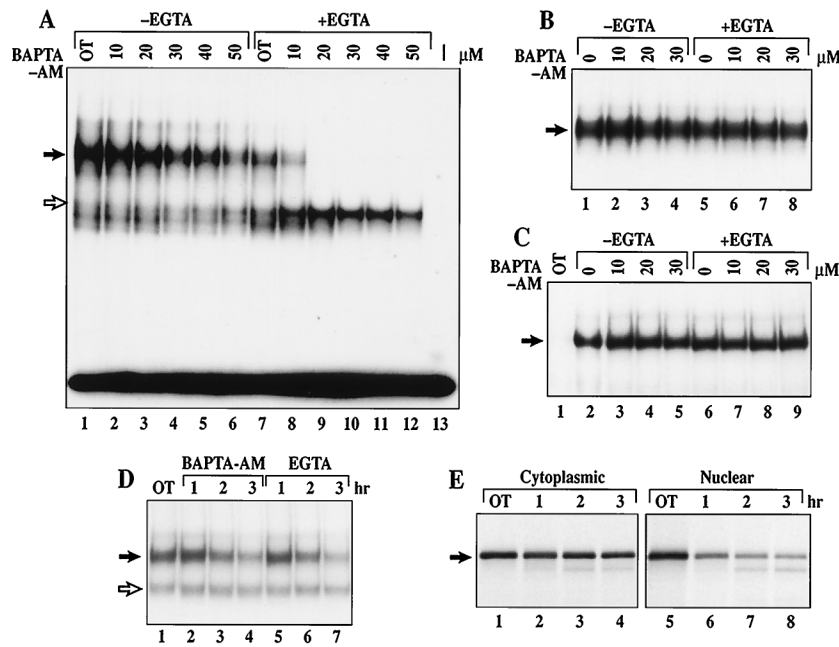 A
−EGTA +EGTA
BAPTA -AM OT 10 20 30 40 50 OT 10 20 30 40 50 — μM
1 2 3 4 5 6 7 8 9 10 11 12 13
B
−EGTA +EGTA
BAPTA -AM 0 10 20 30 0 10 20 30 μM
1 2 3 4 5 6 7 8
C
−EGTA +EGTA
BAPTA -AM OT 0 10 20 30 0 10 20 30 μM
1 2 3 4 5 6 7 8 9
D
BAPTA-AM EGTA
OT 1 2 3 1 2 3 hr
1 2 3 4 5 6 7
E
Cytoplasmic Nuclear
OT 1 2 3 OT 1 2 3 hr
1 2 3 4 5 6 7 8